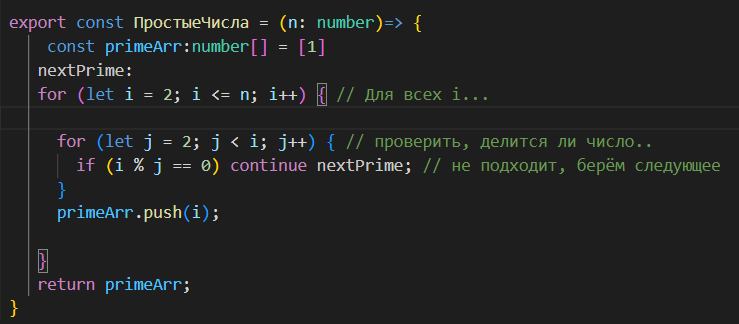 export const ПростыеЧисла = (n: number)=> {
const primeArr:number[] = [1]
nextPrime:
for (let i = 2; i <= n; i++) { // Для всех i...
for (let j = 2; j < i; j++) { // проверить, делится ли число..
if (i % j == 0) continue nextPrime; // не подходит, берём следующее
}
primeArr.push(i);
}
return primeArr;
}